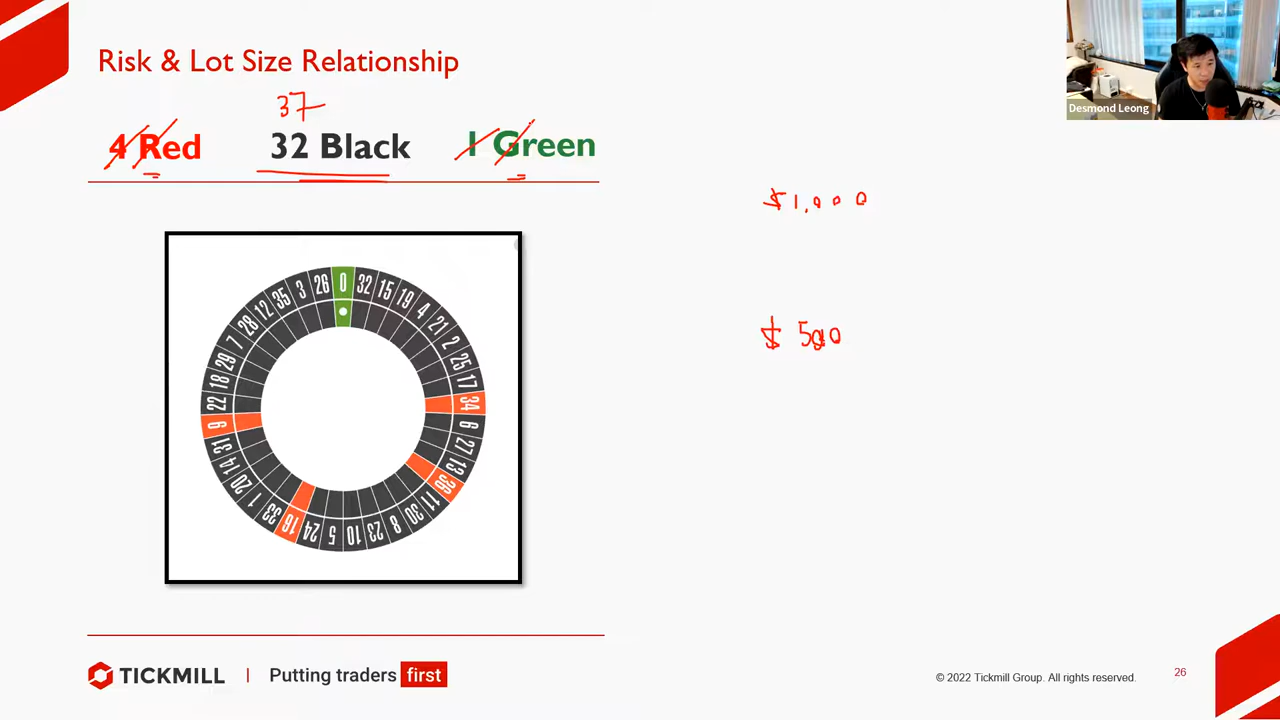 Risk & Lot Size Relationship
37
4 Red 32 Black 1 Green
Desmond Leong
$1,000
$ 500
0 32 15 19 4 21 2 25 17 34 6 27 13 36 11 30 8 23 10 5 24 16 33 1 20 14 31 9 22 18 29 7 28 12 35 3 26
TICKMILL | Putting traders first
© 2022 Tickmill Group. All rights reserved.
26